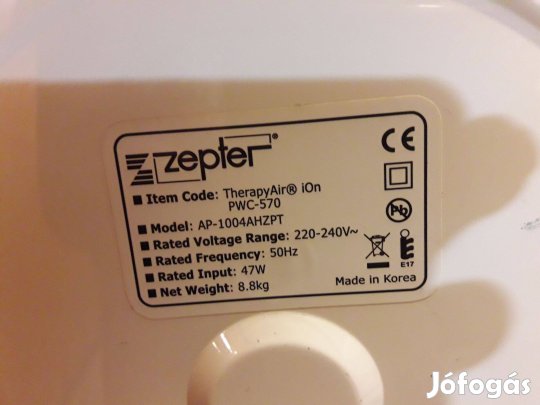 zepter®
Item Code: TherapyAir® iOn
PWC-570
Model: AP-1004AHZPT
Rated Voltage Range: 220-240V~
Rated Frequency: 50Hz
Rated Input: 47W
Net Weight: 8.8kg
CE
Pb
E17
Made in Korea
Jófogás